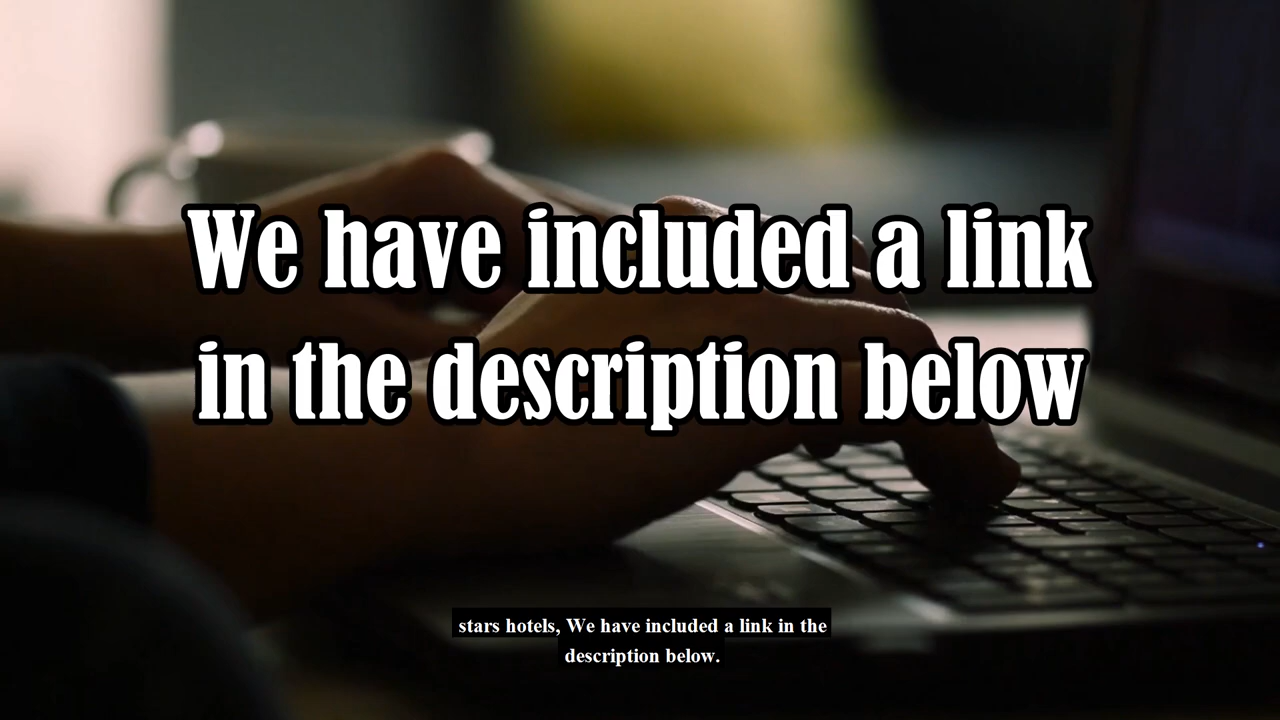 We have included a link
in the description below
stars hotels, We have included a link in the
description below.